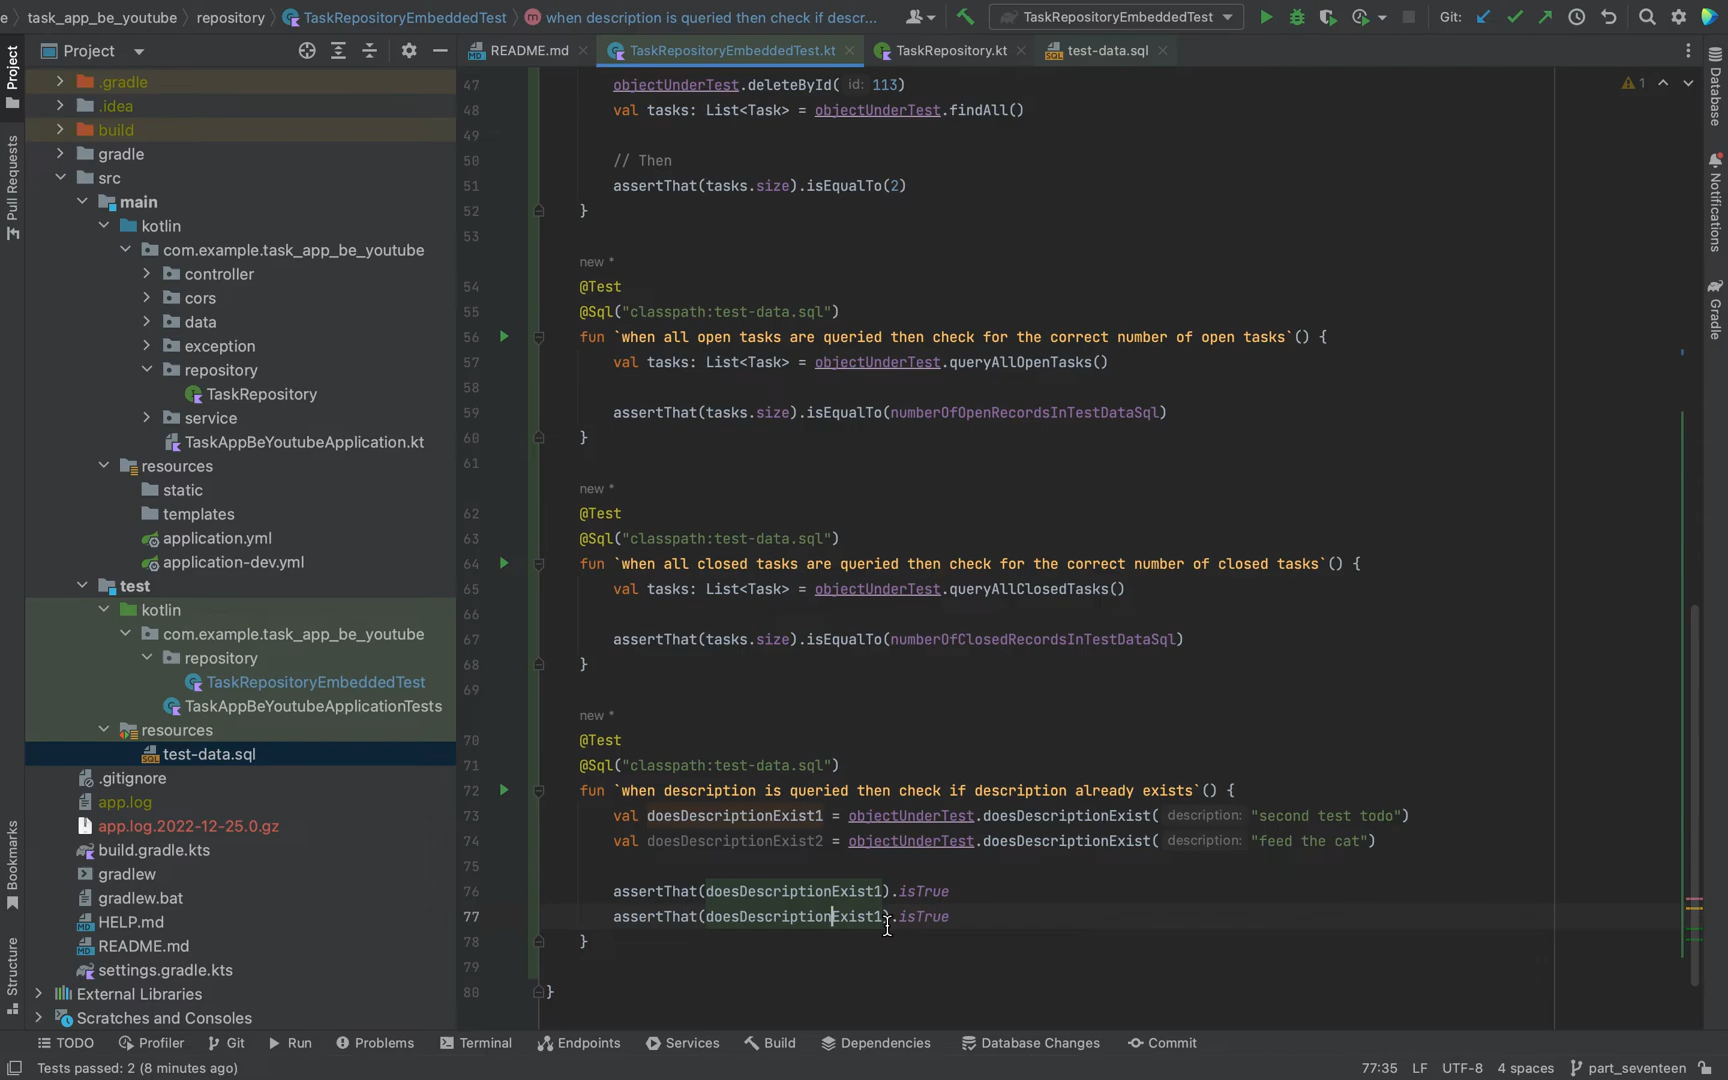 e task_app_be_youtube repository TaskRepositoryEmbeddedTest when description is queried then check if descr... TaskRepositoryEmbeddedTest Git:
Project README.md TaskRepositoryEmbeddedTest.kt TaskRepository.kt test-data.sql
Project
Pull Requests
Bookmarks
Structure
.gradle
.idea
build
gradle
src
main
kotlin
com.example.task_app_be_youtube
controller
cors
data
exception
repository
TaskRepository
service
TaskAppBeYoutubeApplication.kt
resources
static
templates
application.yml
application-dev.yml
test
kotlin
com.example.task_app_be_youtube
repository
TaskRepositoryEmbeddedTest
TaskAppBeYoutubeApplicationTests
resources
test-data.sql
.gitignore
app.log
app.log.2022-12-25.0.gz
build.gradle.kts
gradlew
gradlew.bat
HELP.md
README.md
settings.gradle.kts
External Libraries
Scratches and Consoles
47 objectUnderTest.deleteById( id: 113)
48 val tasks: List<Task> = objectUnderTest.findAll()
49
50 // Then
51 assertThat(tasks.size).isEqualTo(2)
52 }
53
new *
54 @Test
55 @Sql("classpath:test-data.sql")
56 fun `when all open tasks are queried then check for the correct number of open tasks`() {
57 val tasks: List<Task> = objectUnderTest.queryAllOpenTasks()
58
59 assertThat(tasks.size).isEqualTo(numberOfOpenRecordsInTestDataSql)
60 }
61
new *
62 @Test
63 @Sql("classpath:test-data.sql")
64 fun `when all closed tasks are queried then check for the correct number of closed tasks`() {
65 val tasks: List<Task> = objectUnderTest.queryAllClosedTasks()
66
67 assertThat(tasks.size).isEqualTo(numberOfClosedRecordsInTestDataSql)
68 }
69
new *
70 @Test
71 @Sql("classpath:test-data.sql")
72 fun `when description is queried then check if description already exists`() {
73 val doesDescriptionExist1 = objectUnderTest.doesDescriptionExist( description: "second test todo")
74 val doesDescriptionExist2 = objectUnderTest.doesDescriptionExist( description: "feed the cat")
75
76 assertThat(doesDescriptionExist1).isTrue
77 assertThat(doesDescriptionExist1).isTrue
78 }
79
80 }
1
Database
Notifications
Gradle
TODO Profiler Git Run Problems Terminal Endpoints Services Build Dependencies Database Changes Commit
Tests passed: 2 (8 minutes ago) 77:35 LF UTF-8 4 spaces part_seventeen